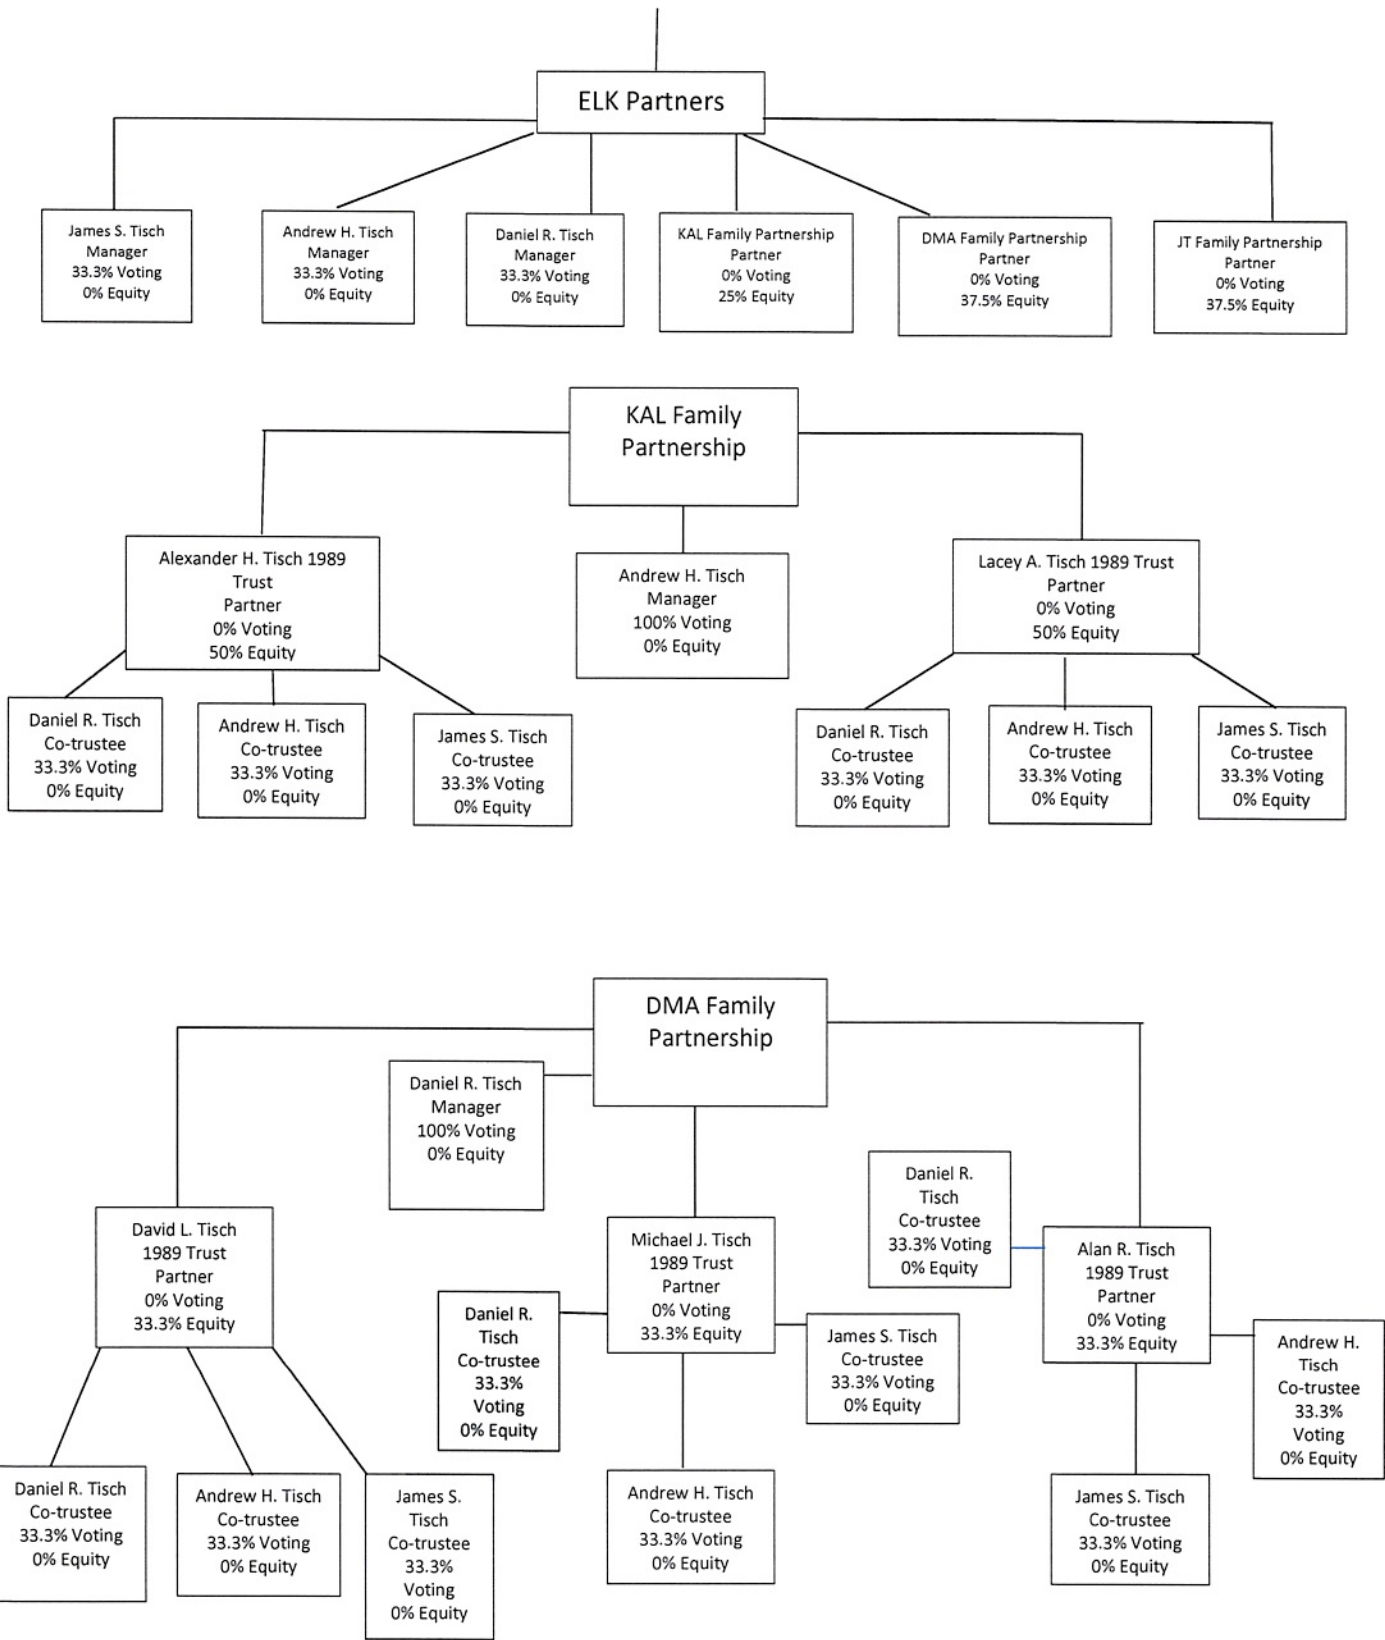 ELK Partners
James S. Tisch
Manager
33.3% Voting
0% Equity
Andrew H. Tisch
Manager
33.3% Voting
0% Equity
Daniel R. Tisch
Manager
33.3% Voting
0% Equity
KAL Family Partnership
Partner
0% Voting
25% Equity
DMA Family Partnership
Partner
0% Voting
37.5% Equity
JT Family Partnership
Partner
0% Voting
37.5% Equity
KAL Family
Partnership
Alexander H. Tisch 1989
Trust
Partner
0% Voting
50% Equity
Andrew H. Tisch
Manager
100% Voting
0% Equity
Lacey A. Tisch 1989 Trust
Partner
0% Voting
50% Equity
Daniel R. Tisch
Co-trustee
33.3% Voting
0% Equity
Andrew H. Tisch
Co-trustee
33.3% Voting
0% Equity
James S. Tisch
Co-trustee
33.3% Voting
0% Equity
Daniel R. Tisch
Co-trustee
33.3% Voting
0% Equity
Andrew H. Tisch
Co-trustee
33.3% Voting
0% Equity
James S. Tisch
Co-trustee
33.3% Voting
0% Equity
DMA Family
Partnership
Daniel R. Tisch
Manager
100% Voting
0% Equity
David L. Tisch
1989 Trust
Partner
0% Voting
33.3% Equity
Michael J. Tisch
1989 Trust
Partner
0% Voting
33.3% Equity
Daniel R.
Tisch
Co-trustee
33.3% Voting
0% Equity
Alan R. Tisch
1989 Trust
Partner
0% Voting
33.3% Equity
Daniel R.
Tisch
Co-trustee
33.3%
Voting
0% Equity
James S. Tisch
Co-trustee
33.3% Voting
0% Equity
Andrew H.
Tisch
Co-trustee
33.3%
Voting
0% Equity
Daniel R. Tisch
Co-trustee
33.3% Voting
0% Equity
Andrew H. Tisch
Co-trustee
33.3% Voting
0% Equity
James S.
Tisch
Co-trustee
33.3%
Voting
0% Equity
Andrew H. Tisch
Co-trustee
33.3% Voting
0% Equity
James S. Tisch
Co-trustee
33.3% Voting
0% Equity